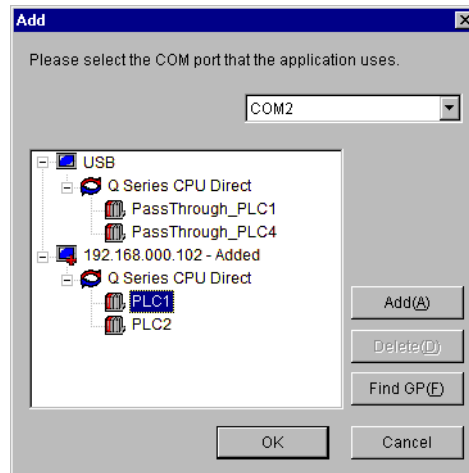 Add
Please select the COM port that the application uses.
COM2
USB
Q Series CPU Direct
PassThrough_PLC1
PassThrough_PLC4
192.168.000.102 - Added
Q Series CPU Direct
PLC1
PLC2
Add(A)
Delete(D)
Find GP(F)
OK
Cancel